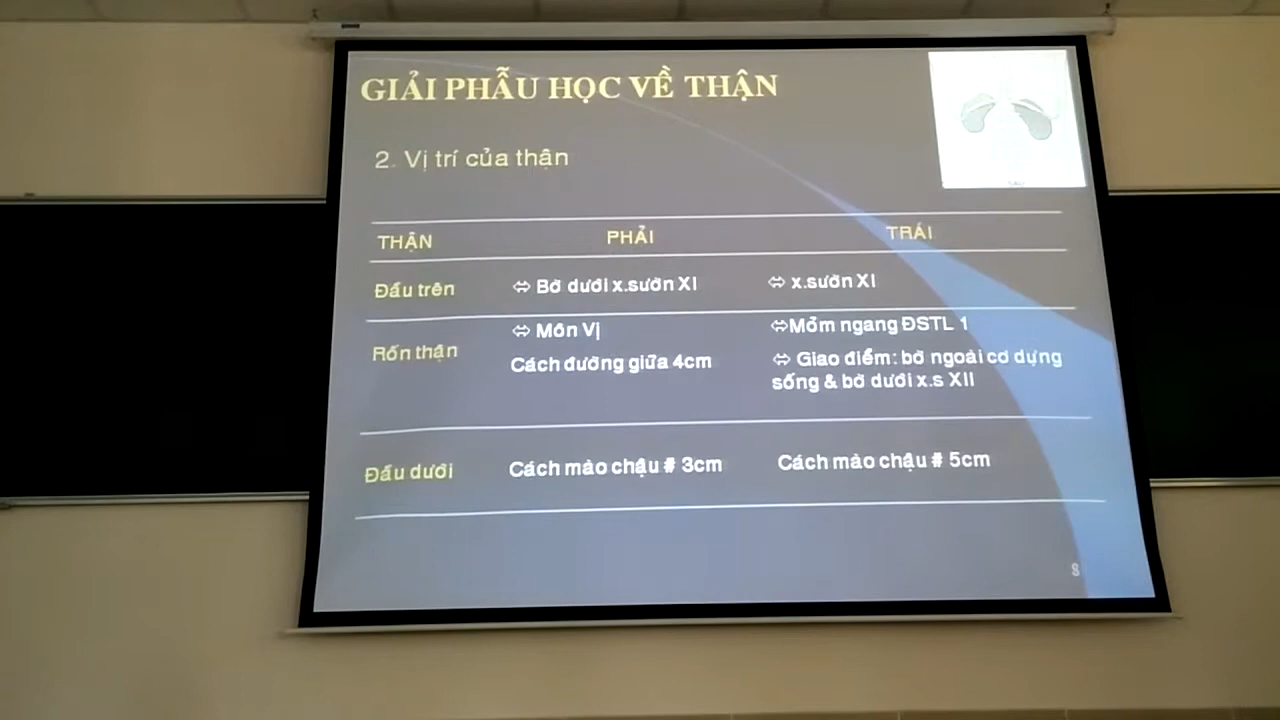 GIẢI PHẪU HỌC VỀ THẬN
2. Vị trí của thận
THẬN PHẢI TRÁI
Đầu trên ⇔ Bờ dưới x.sườn XI ⇔ x.sườn XI
Rốn thận ⇔ Môn Vị ⇔Mỏm ngang ĐSTL 1
Cách đường giữa 4cm ⇔ Giao điểm: bờ ngoài cơ dựng
sống & bờ dưới x.s XII
Đầu dưới Cách mào chậu # 3cm Cách mào chậu # 5cm
8